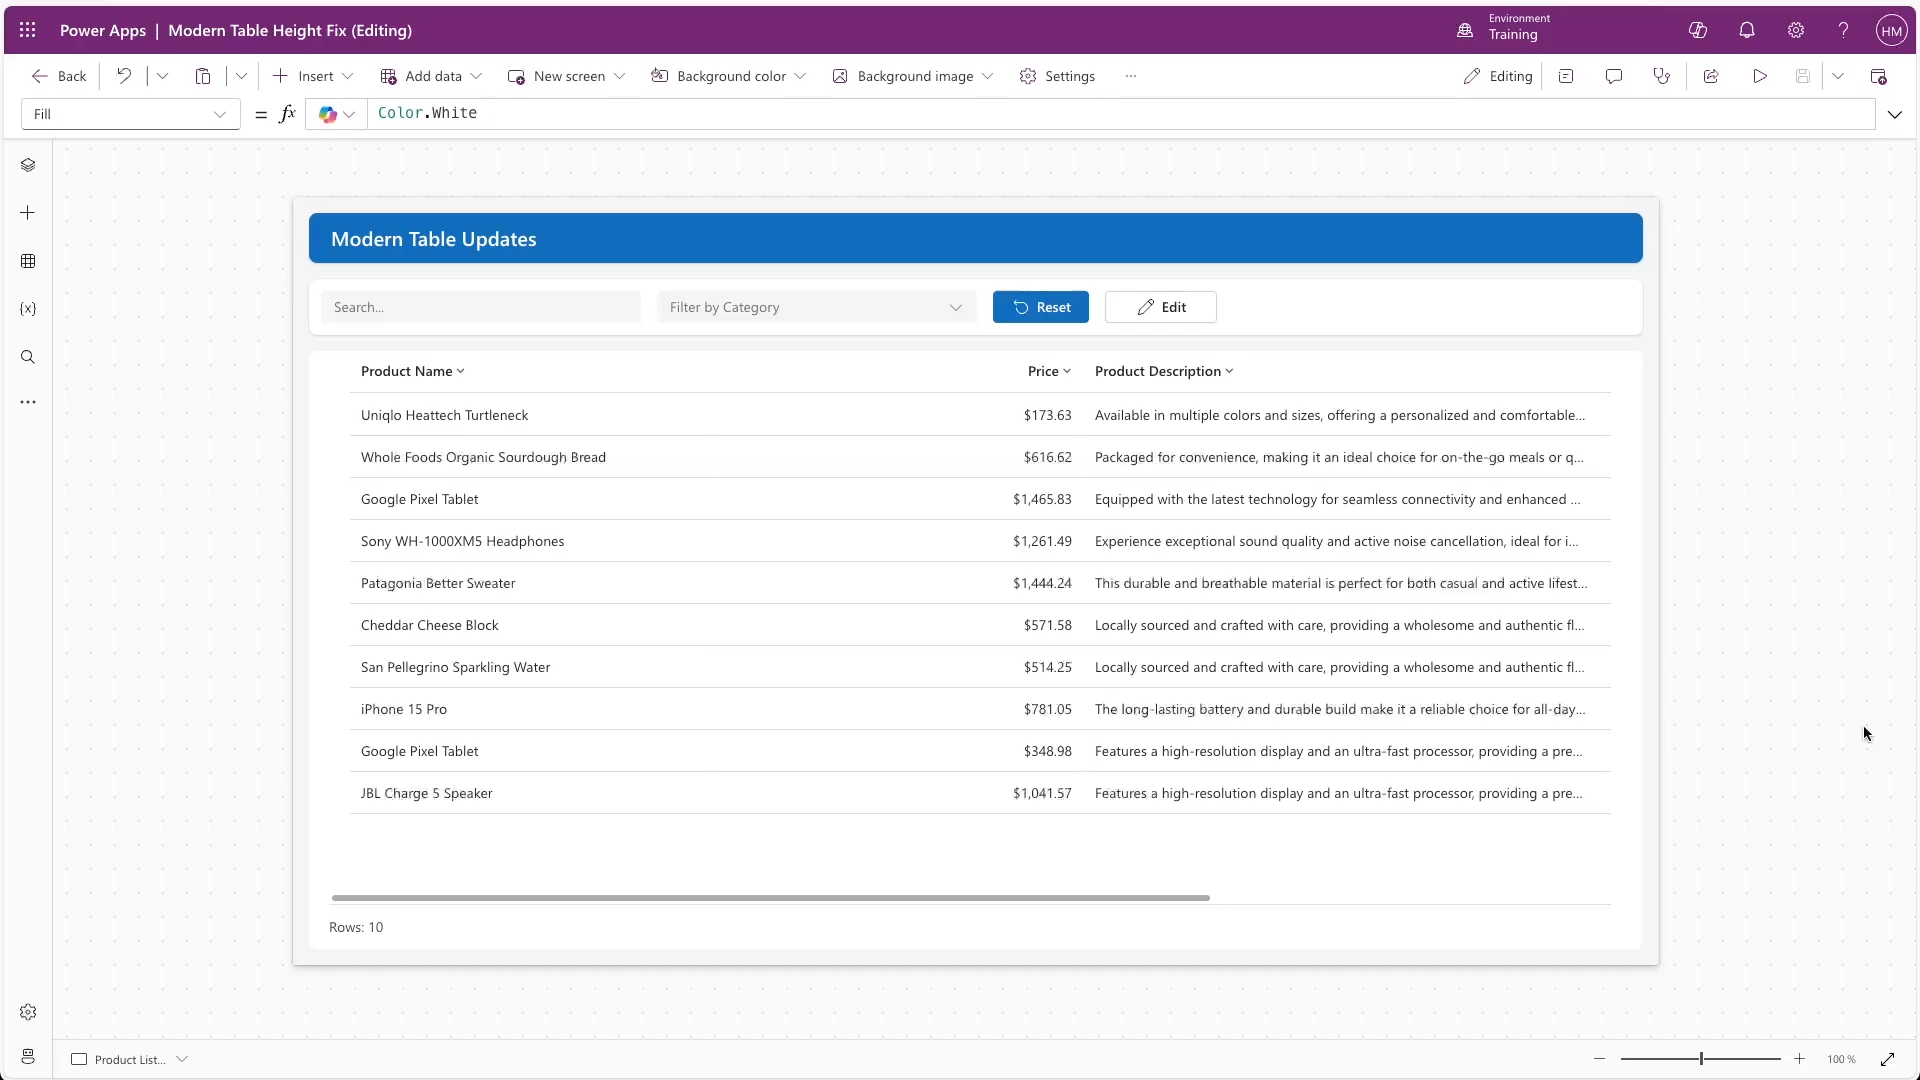 Power Apps | Modern Table Height Fix (Editing)
Environment
Training
HM
Back
Insert
Add data
New screen
Background color
Background image
Settings
Editing
Fill
= fx
Color.White
Modern Table Updates
Search...
Filter by Category
Reset
Edit
Product Name Price Product Description
Uniqlo Heattech Turtleneck $173.63 Available in multiple colors and sizes, offering a personalized and comfortable...
Whole Foods Organic Sourdough Bread $616.62 Packaged for convenience, making it an ideal choice for on-the-go meals or q...
Google Pixel Tablet $1,465.83 Equipped with the latest technology for seamless connectivity and enhanced ...
Sony WH-1000XM5 Headphones $1,261.49 Experience exceptional sound quality and active noise cancellation, ideal for i...
Patagonia Better Sweater $1,444.24 This durable and breathable material is perfect for both casual and active lifest...
Cheddar Cheese Block $571.58 Locally sourced and crafted with care, providing a wholesome and authentic fl...
San Pellegrino Sparkling Water $514.25 Locally sourced and crafted with care, providing a wholesome and authentic fl...
iPhone 15 Pro $781.05 The long-lasting battery and durable build make it a reliable choice for all-day...
Google Pixel Tablet $348.98 Features a high-resolution display and an ultra-fast processor, providing a pre...
JBL Charge 5 Speaker $1,041.57 Features a high-resolution display and an ultra-fast processor, providing a pre...
Rows: 10
Product List...
100 %